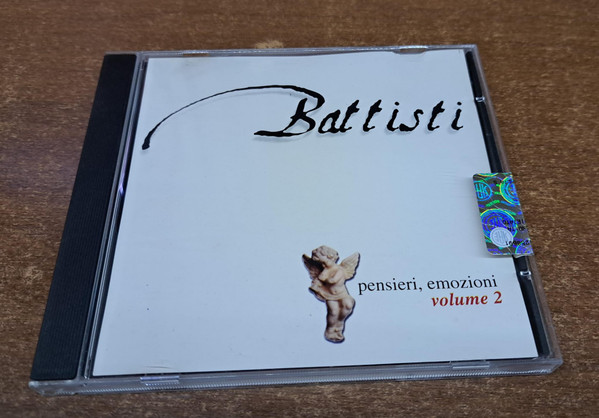 Battisti
pensieri, emozioni
volume 2